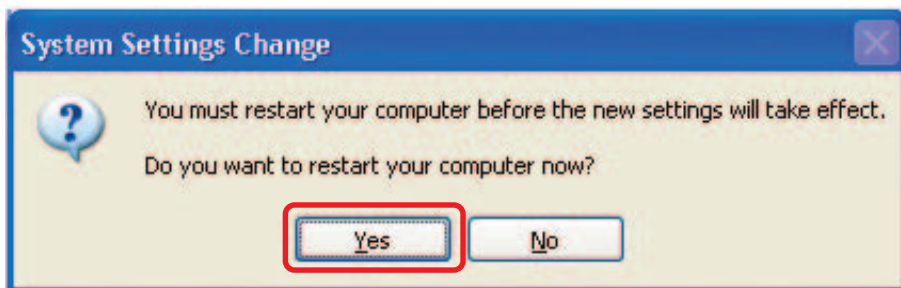 System Settings Change
You must restart your computer before the new settings will take effect.
Do you want to restart your computer now?
Yes No